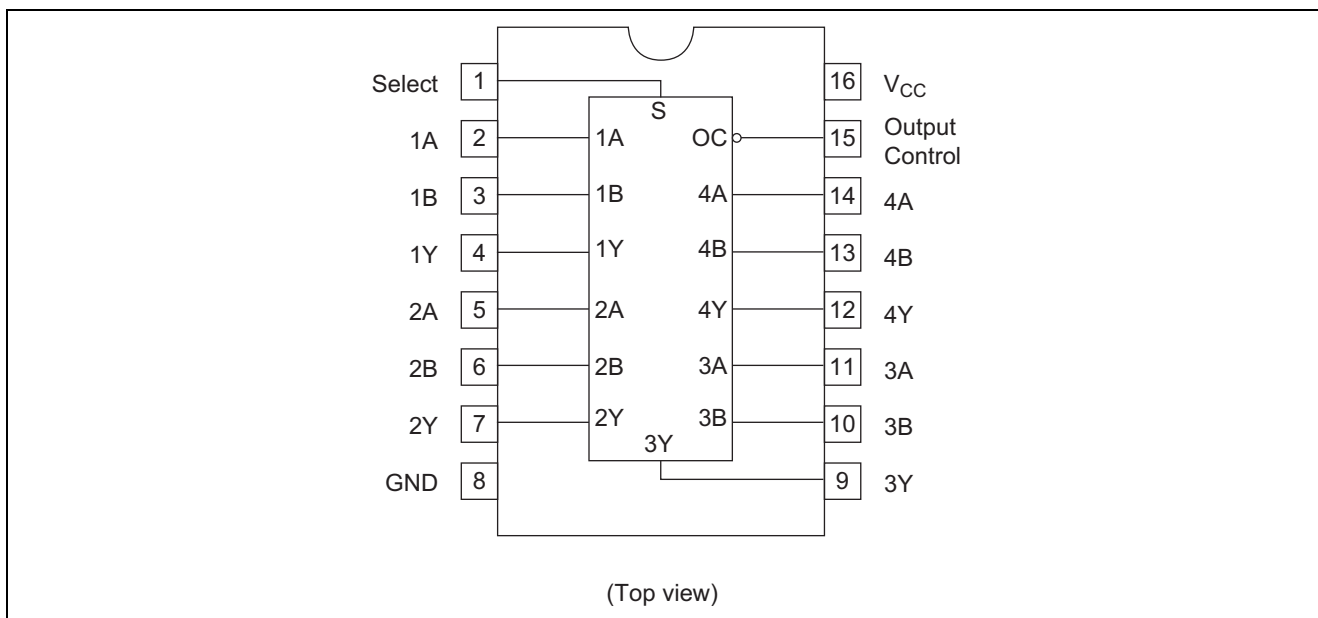 Select 1
1A 2
1B 3
1Y 4
2A 5
2B 6
2Y 7
GND 8
S
1A OC
1B 4A
1Y 4B
2A 4Y
2B 3A
2Y 3B
3Y
16 VCC
15 Output
Control
14 4A
13 4B
12 4Y
11 3A
10 3B
9 3Y
(Top view)